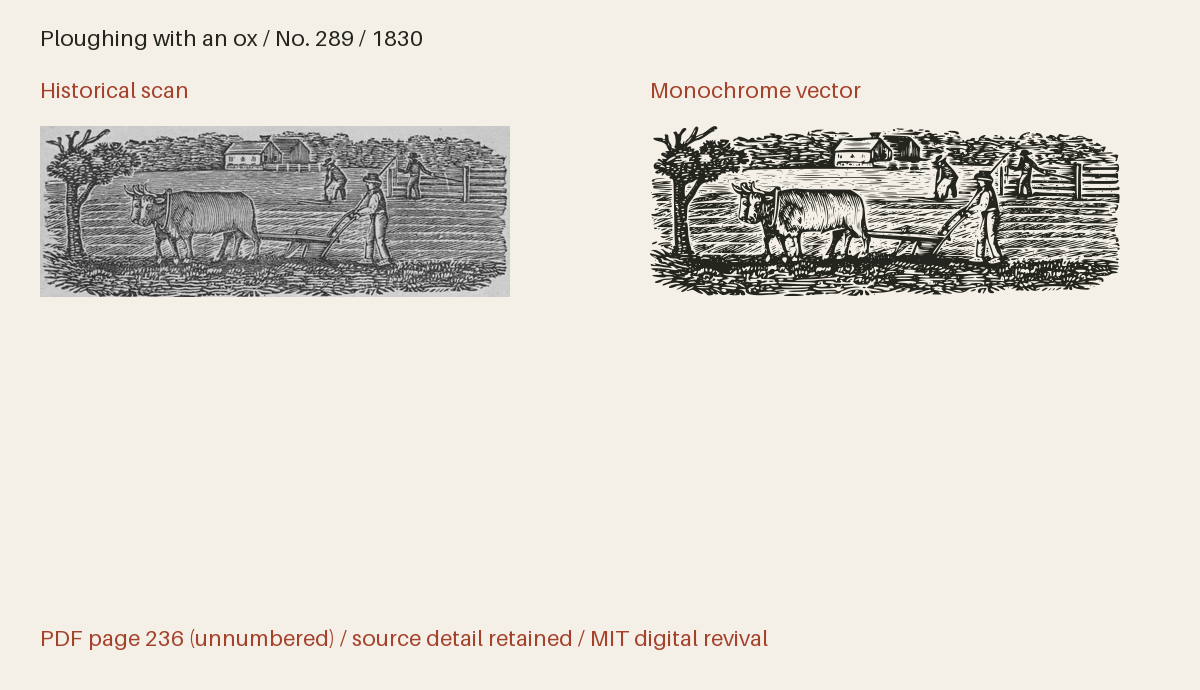 Ploughing with an ox / No. 289 / 1830
Historical scan
Monochrome vector
PDF page 236 (unnumbered) / source detail retained / MIT digital revival